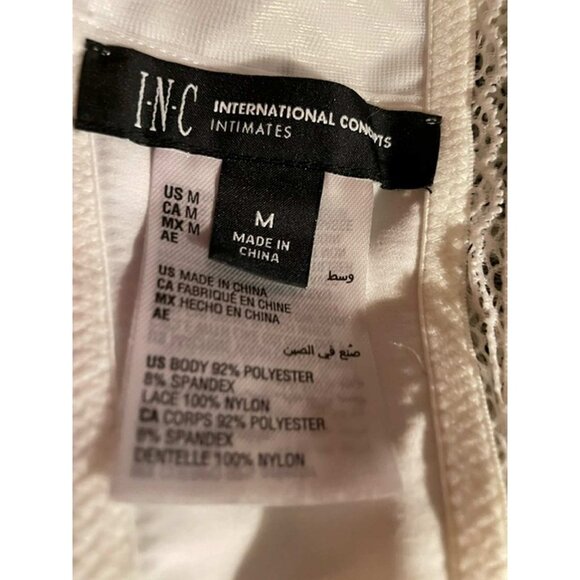 I·N·C INTERNATIONAL CONCEPTS
INTIMATES
M
MADE IN
CHINA
US M
CA M
MX M
AE
وسط
US MADE IN CHINA
CA FABRIQUÉ EN CHINE
MX HECHO EN CHINA
AE
صُنع في الصين
US BODY 92% POLYESTER
8% SPANDEX
LACE 100% NYLON
CA CORPS 92% POLYESTER
8% SPANDEX
DENTELLE 100% NYLON